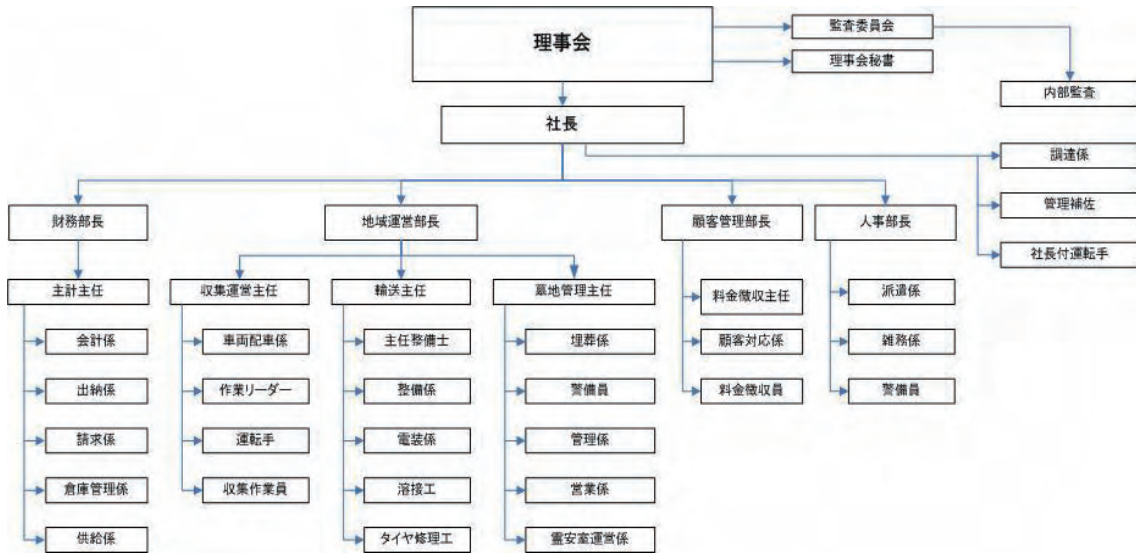 理事会
監査委員会
理事会秘書
内部監査
社長
調達係
管理補佐
社長付運転手
財務部長
地域運営部長
顧客管理部長
人事部長
主計主任
会計係
出納係
請求係
倉庫管理係
供給係
収集運営主任
車両配車係
作業リーダー
運転手
収集作業員
輸送主任
主任整備士
整備係
電装係
溶接工
タイヤ修理工
墓地管理主任
埋葬係
警備員
管理係
営業係
霊安室運営係
料金徴収主任
顧客対応係
料金徴収員
派遣係
雑務係
警備員